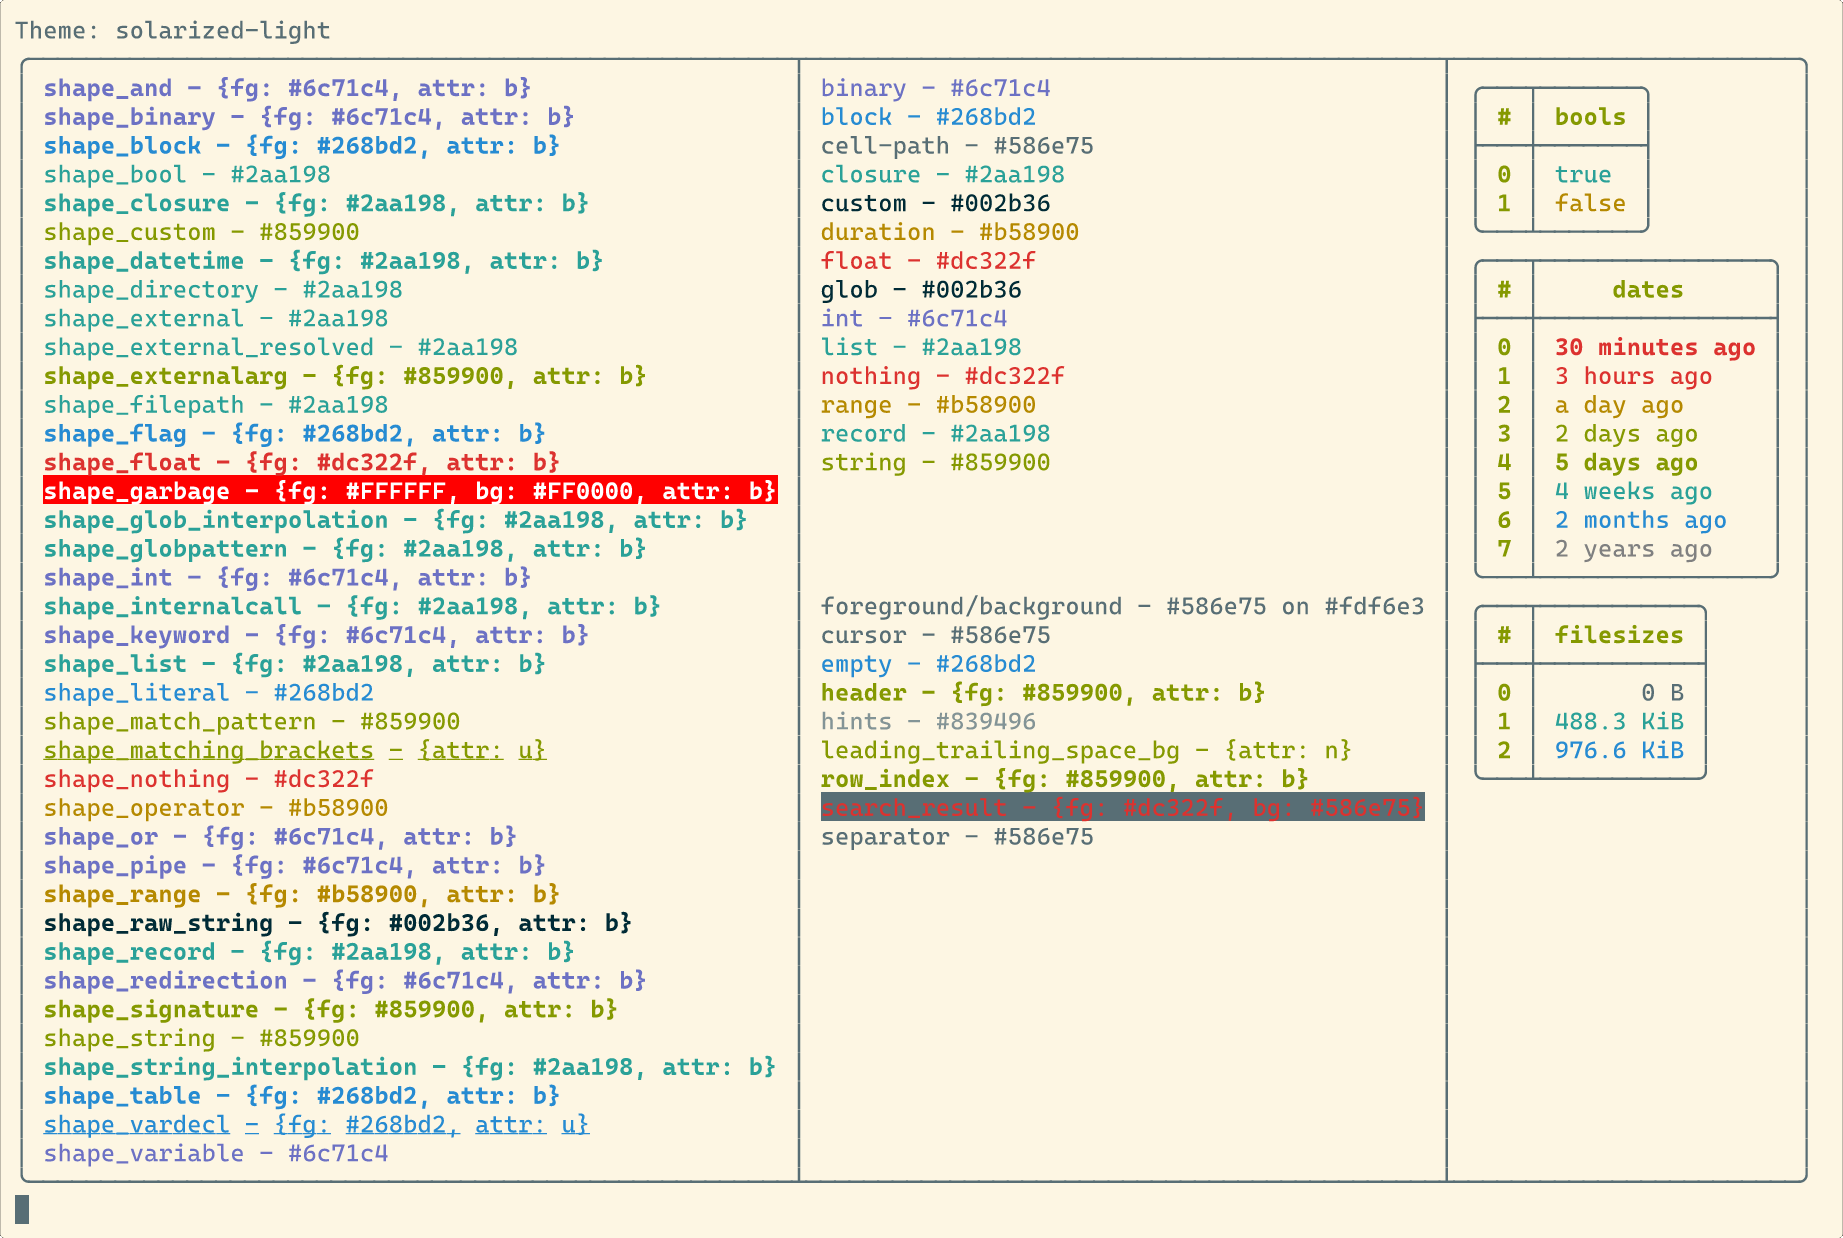 Theme: solarized-light
shape_and - {fg: #6c71c4, attr: b}
shape_binary - {fg: #6c71c4, attr: b}
shape_block - {fg: #268bd2, attr: b}
shape_bool - #2aa198
shape_closure - {fg: #2aa198, attr: b}
shape_custom - #859900
shape_datetime - {fg: #2aa198, attr: b}
shape_directory - #2aa198
shape_external - #2aa198
shape_external_resolved - #2aa198
shape_externalarg - {fg: #859900, attr: b}
shape_filepath - #2aa198
shape_flag - {fg: #268bd2, attr: b}
shape_float - {fg: #dc322f, attr: b}
shape_garbage - {fg: #FFFFFF, bg: #FF0000, attr: b}
shape_glob_interpolation - {fg: #2aa198, attr: b}
shape_globpattern - {fg: #2aa198, attr: b}
shape_int - {fg: #6c71c4, attr: b}
shape_internalcall - {fg: #2aa198, attr: b}
shape_keyword - {fg: #6c71c4, attr: b}
shape_list - {fg: #2aa198, attr: b}
shape_literal - #268bd2
shape_match_pattern - #859900
shape_matching_brackets - {attr: u}
shape_nothing - #dc322f
shape_operator - #b58900
shape_or - {fg: #6c71c4, attr: b}
shape_pipe - {fg: #6c71c4, attr: b}
shape_range - {fg: #b58900, attr: b}
shape_raw_string - {fg: #002b36, attr: b}
shape_record - {fg: #2aa198, attr: b}
shape_redirection - {fg: #6c71c4, attr: b}
shape_signature - {fg: #859900, attr: b}
shape_string - #859900
shape_string_interpolation - {fg: #2aa198, attr: b}
shape_table - {fg: #268bd2, attr: b}
shape_vardecl - {fg: #268bd2, attr: u}
shape_variable - #6c71c4
binary - #6c71c4
block - #268bd2
cell-path - #586e75
closure - #2aa198
custom - #002b36
duration - #b58900
float - #dc322f
glob - #002b36
int - #6c71c4
list - #2aa198
nothing - #dc322f
range - #b58900
record - #2aa198
string - #859900
foreground/background - #586e75 on #fdf6e3
cursor - #586e75
empty - #268bd2
header - {fg: #859900, attr: b}
hints - #839496
leading_trailing_space_bg - {attr: n}
row_index - {fg: #859900, attr: b}
search_result - {fg: #dc322f, bg: #586e75}
separator - #586e75
# bools
0 true
1 false
# dates
0 30 minutes ago
1 3 hours ago
2 a day ago
3 2 days ago
4 5 days ago
5 4 weeks ago
6 2 months ago
7 2 years ago
# filesizes
0 0 B
1 488.3 KiB
2 976.6 KiB